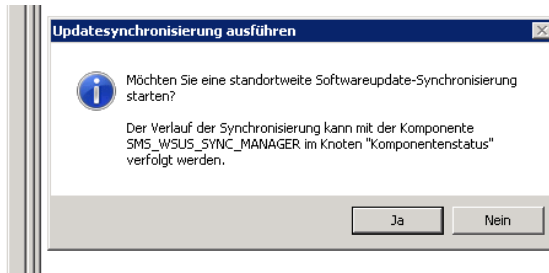 Updatesynchronisierung ausführen
Möchten Sie eine standortweite Softwareupdate-Synchronisierung
starten?
Der Verlauf der Synchronisierung kann mit der Komponente
SMS_WSUS_SYNC_MANAGER im Knoten "Komponentenstatus"
verfolgt werden.
Ja Nein